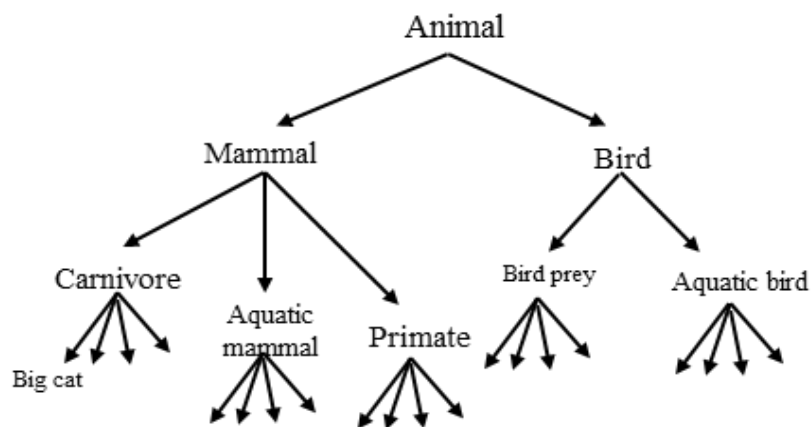 Animal
Mammal
Bird
Carnivore
Aquatic
mammal
Primate
Bird prey
Aquatic bird
Big cat